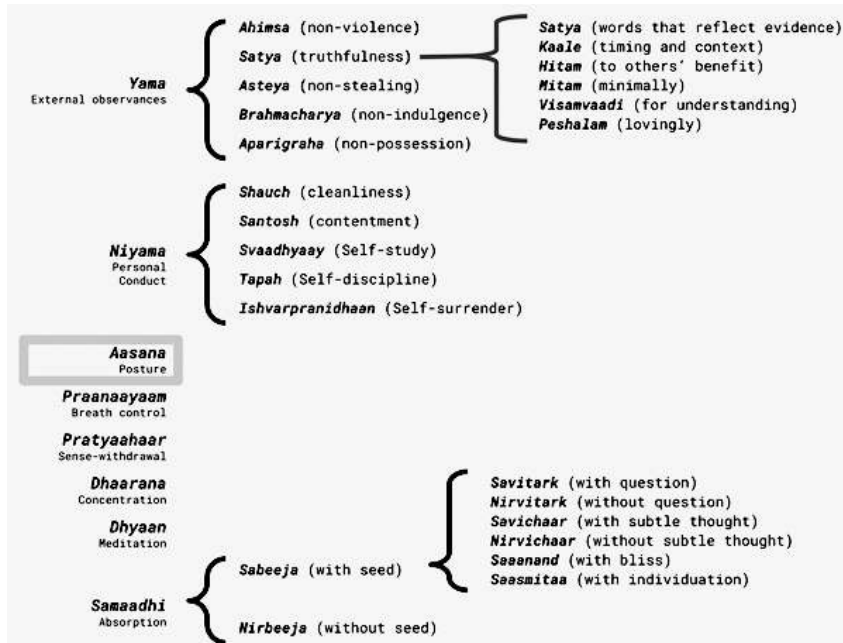 Yama
External observances
Ahimsa (non-violence)
Satya (truthfulness)
Asteya (non-stealing)
Brahmacharya (non-indulgence)
Aparigraha (non-possession)
Satya (words that reflect evidence)
Kaale (timing and context)
Hitam (to others' benefit)
Mitam (minimally)
Visamvaadi (for understanding)
Peshalam (lovingly)
Niyama
Personal
Conduct
Shauch (cleanliness)
Santosh (contentment)
Svaadhyaay (Self-study)
Tapah (Self-discipline)
Ishvarpranidhaan (Self-surrender)
Aasana
Posture
Praanaayaam
Breath control
Pratyaahaar
Sense-withdrawal
Dhaarana
Concentration
Dhyaan
Meditation
Samaadhi
Absorption
Sabeeja (with seed)
Savitark (with question)
Nirvitark (without question)
Savichaar (with subtle thought)
Nirvichaar (without subtle thought)
Saaanand (with bliss)
Saasmitaa (with individuation)
Nirbeeja (without seed)